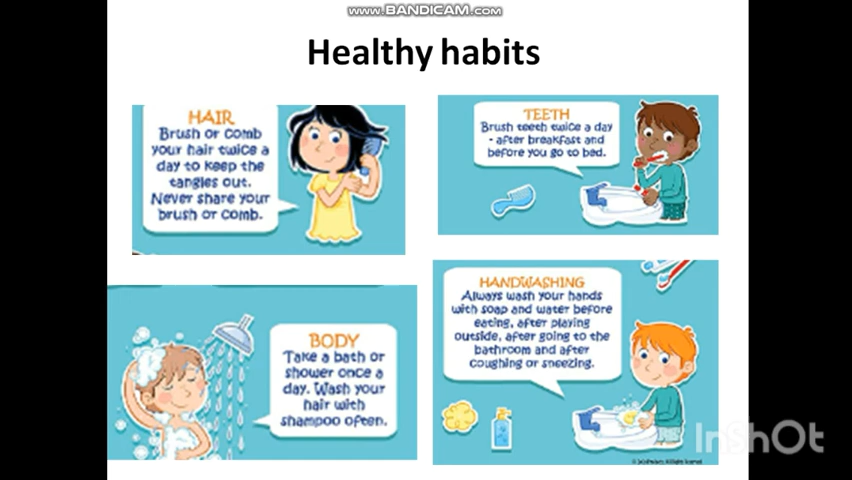 WWW.BANDICAM.COM
Healthy habits
HAIR
Brush or comb
your hair twice a
day to keep the
tangles out.
Never share your
brush or comb.
TEETH
Brush teeth twice a day
- after breakfast and
before you go to bed.
BODY
Take a bath or
shower once a
day. Wash your
hair with
shampoo often.
HANDWASHING
Always wash your hands
with soap and water before
eating, after playing
outside, after going to the
bathroom and after
coughing or sneezing.
InShOt
All Rights Reserved